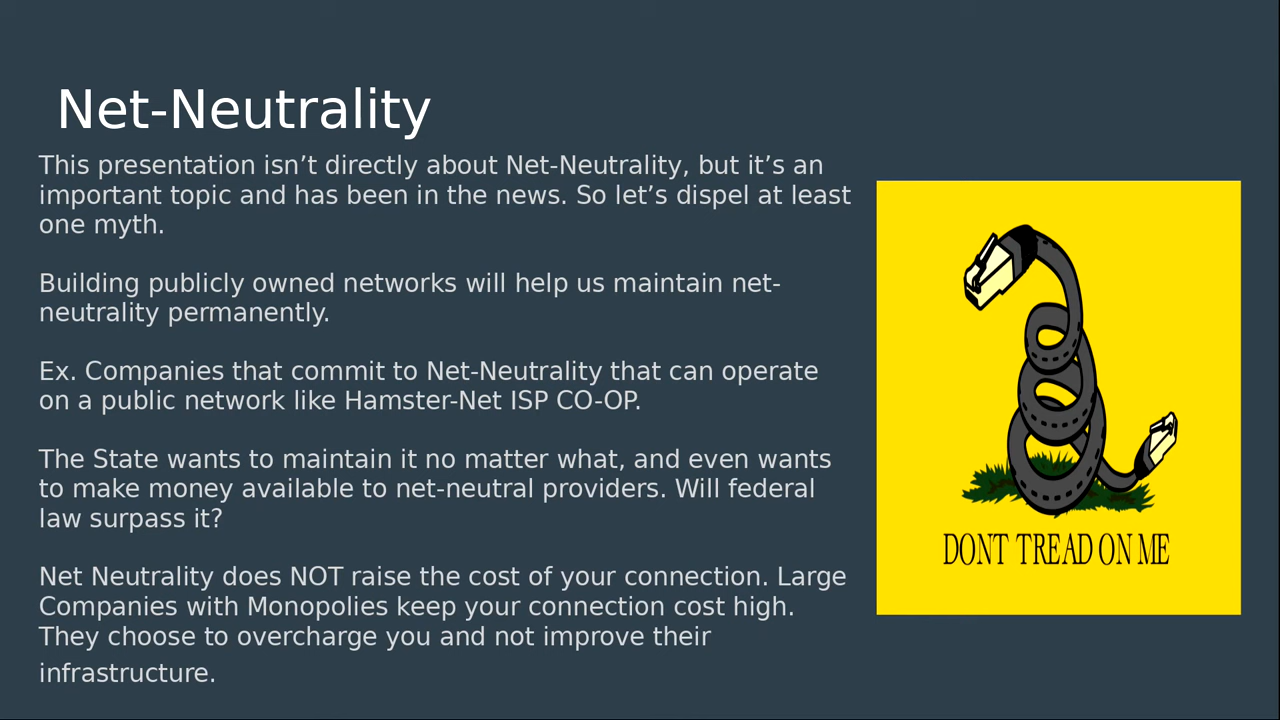 Net-Neutrality
This presentation isn’t directly about Net-Neutrality, but it’s an
important topic and has been in the news. So let’s dispel at least
one myth.
Building publicly owned networks will help us maintain net-
neutrality permanently.
Ex. Companies that commit to Net-Neutrality that can operate
on a public network like Hamster-Net ISP CO-OP.
The State wants to maintain it no matter what, and even wants
to make money available to net-neutral providers. Will federal
law surpass it?
Net Neutrality does NOT raise the cost of your connection. Large
Companies with Monopolies keep your connection cost high.
They choose to overcharge you and not improve their
infrastructure.
DONT TREAD ON ME